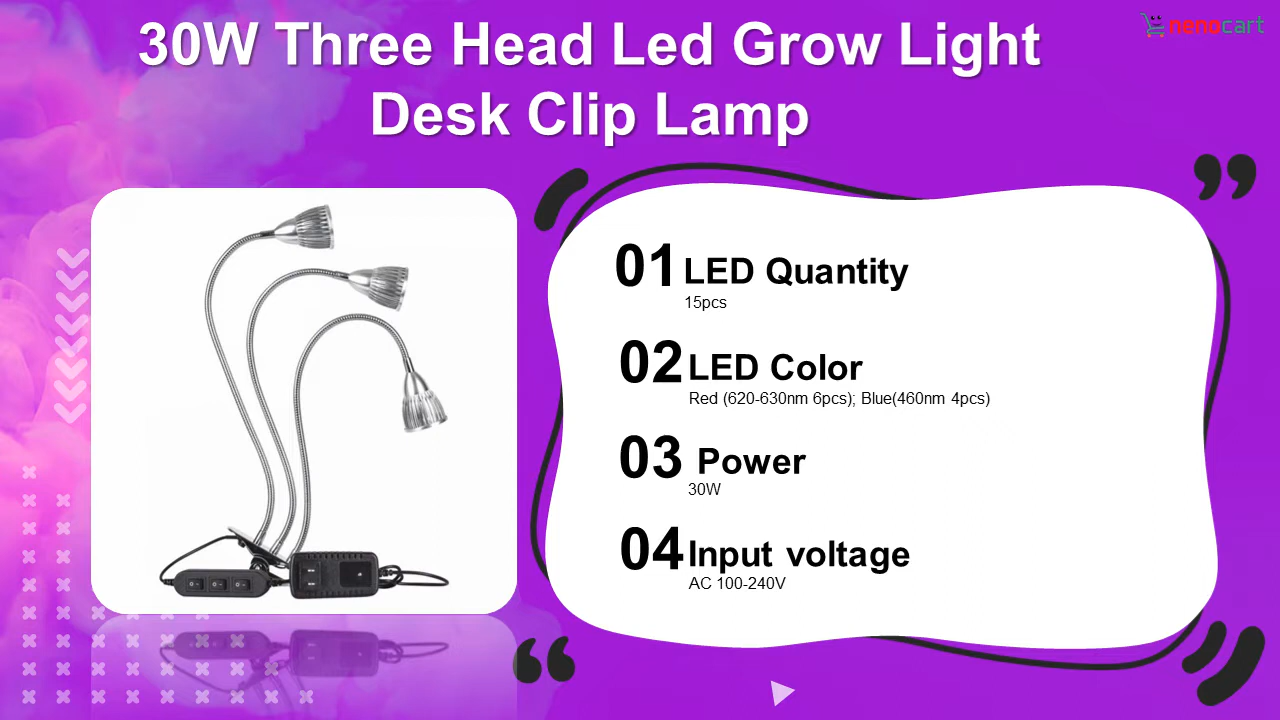 30W Three Head Led Grow Light
Desk Clip Lamp
nenocart
01 LED Quantity
15pcs
02 LED Color
Red (620-630nm 6pcs); Blue(460nm 4pcs)
03 Power
30W
04 Input voltage
AC 100-240V